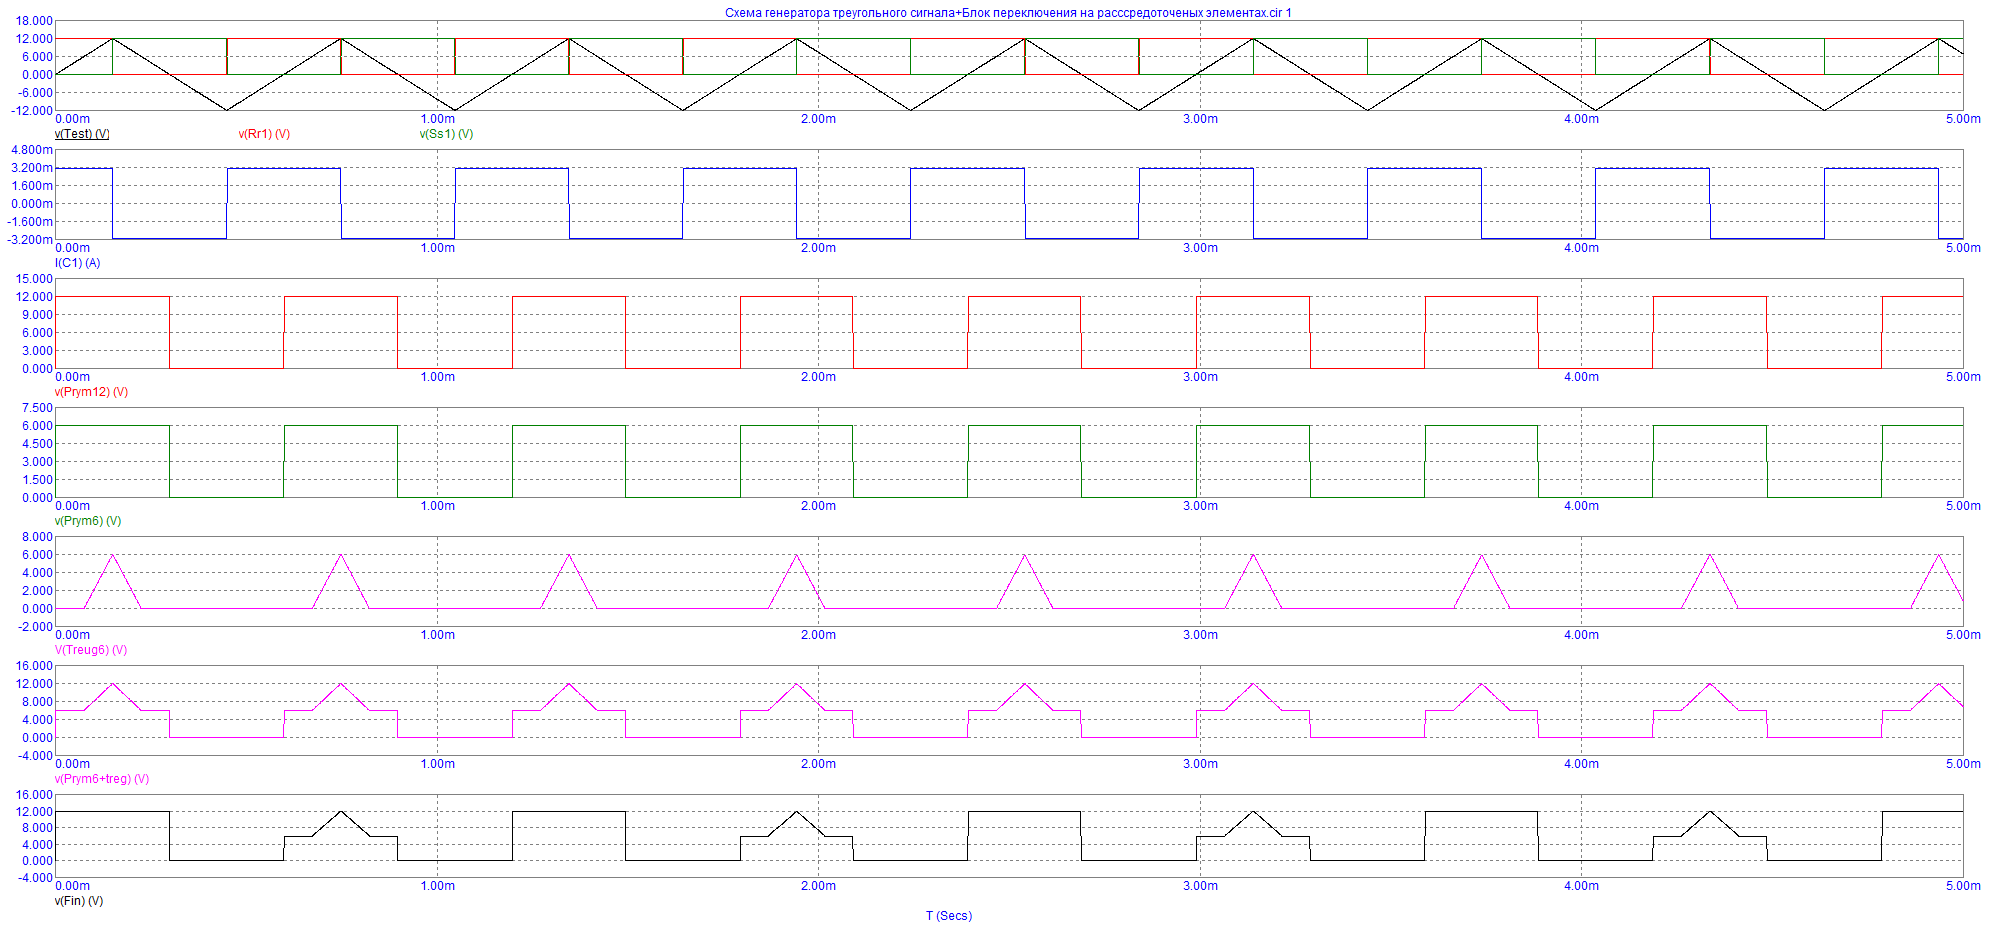 Схема генератора треугольного сигнала+Блок переключения на расссредоточеных элементах.cir 1
18.000
12.000
6.000
0.000
-6.000
-12.000
0.00m 1.00m 2.00m 3.00m 4.00m 5.00m
v(Test) (V) v(Rr1) (V) v(Ss1) (V)
4.800m
3.200m
1.600m
0.000m
-1.600m
-3.200m
0.00m 1.00m 2.00m 3.00m 4.00m 5.00m
I(C1) (A)
15.000
12.000
9.000
6.000
3.000
0.000
0.00m 1.00m 2.00m 3.00m 4.00m 5.00m
v(Prym12) (V)
7.500
6.000
4.500
3.000
1.500
0.000
0.00m 1.00m 2.00m 3.00m 4.00m 5.00m
v(Prym6) (V)
8.000
6.000
4.000
2.000
0.000
-2.000
0.00m 1.00m 2.00m 3.00m 4.00m 5.00m
V(Treug6) (V)
16.000
12.000
8.000
4.000
0.000
-4.000
0.00m 1.00m 2.00m 3.00m 4.00m 5.00m
v(Prym6+treg) (V)
16.000
12.000
8.000
4.000
0.000
-4.000
0.00m 1.00m 2.00m 3.00m 4.00m 5.00m
v(Fin) (V)
T (Secs)